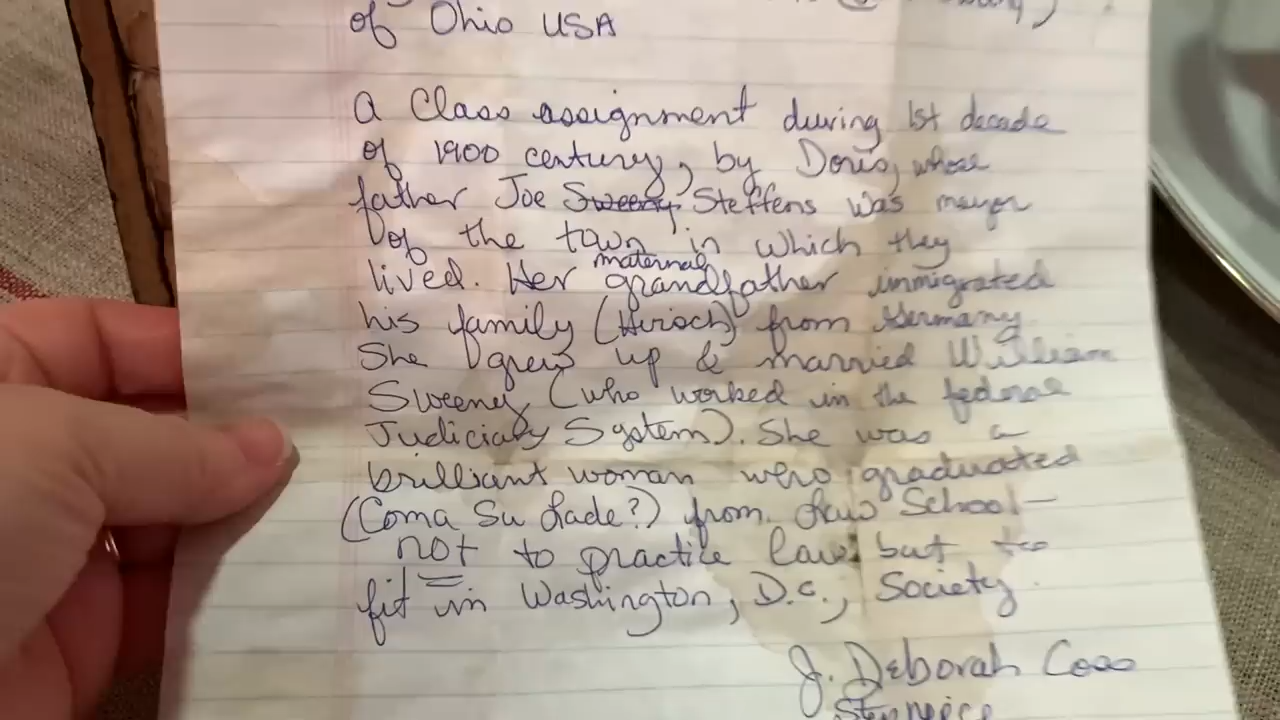 of Ohio USA
A Class assignment during 1st decade
of 1900 century, by Doris, whose
father Joe Sweeny Steffens was mayor
of the town in which they
lived. Her maternal grandfather immigrated
his family (Hirsch) from Germany
She grew up & married William
Sweeney (who worked in the federal
Judiciary System). She was a
brilliant woman who graduated
(Coma Su Lade?) from Law School—
not to practice law but to
fit in Washington, D.C., Society.
J. Deborah